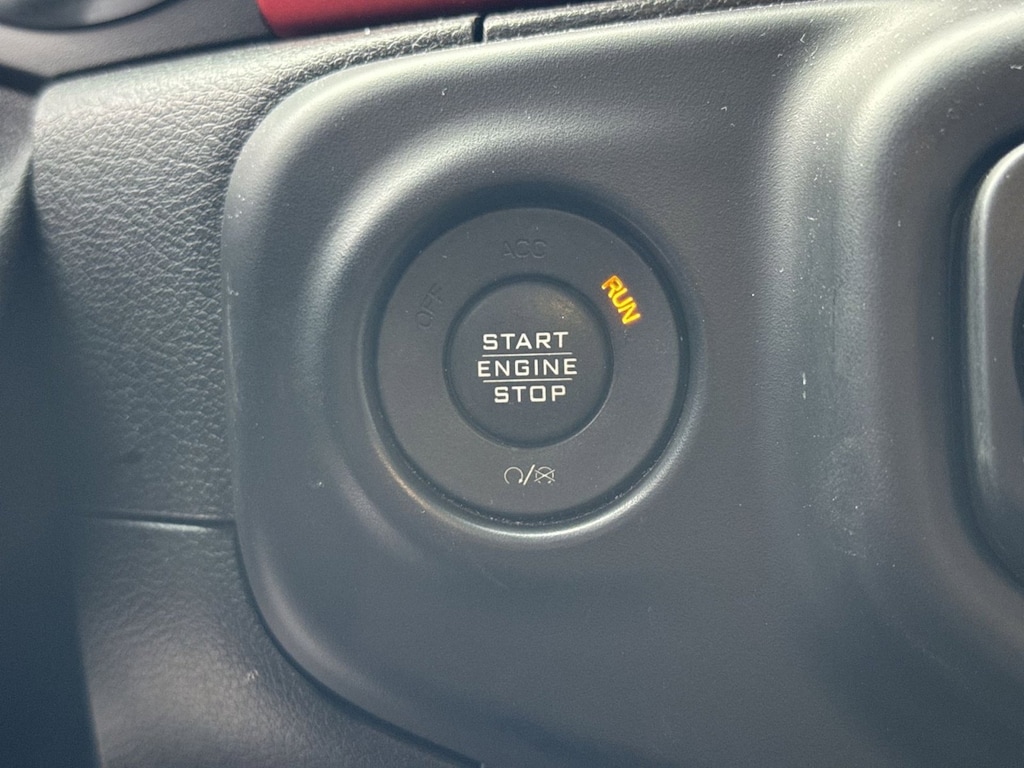 ACC
OFF
RUN
START
ENGINE
STOP